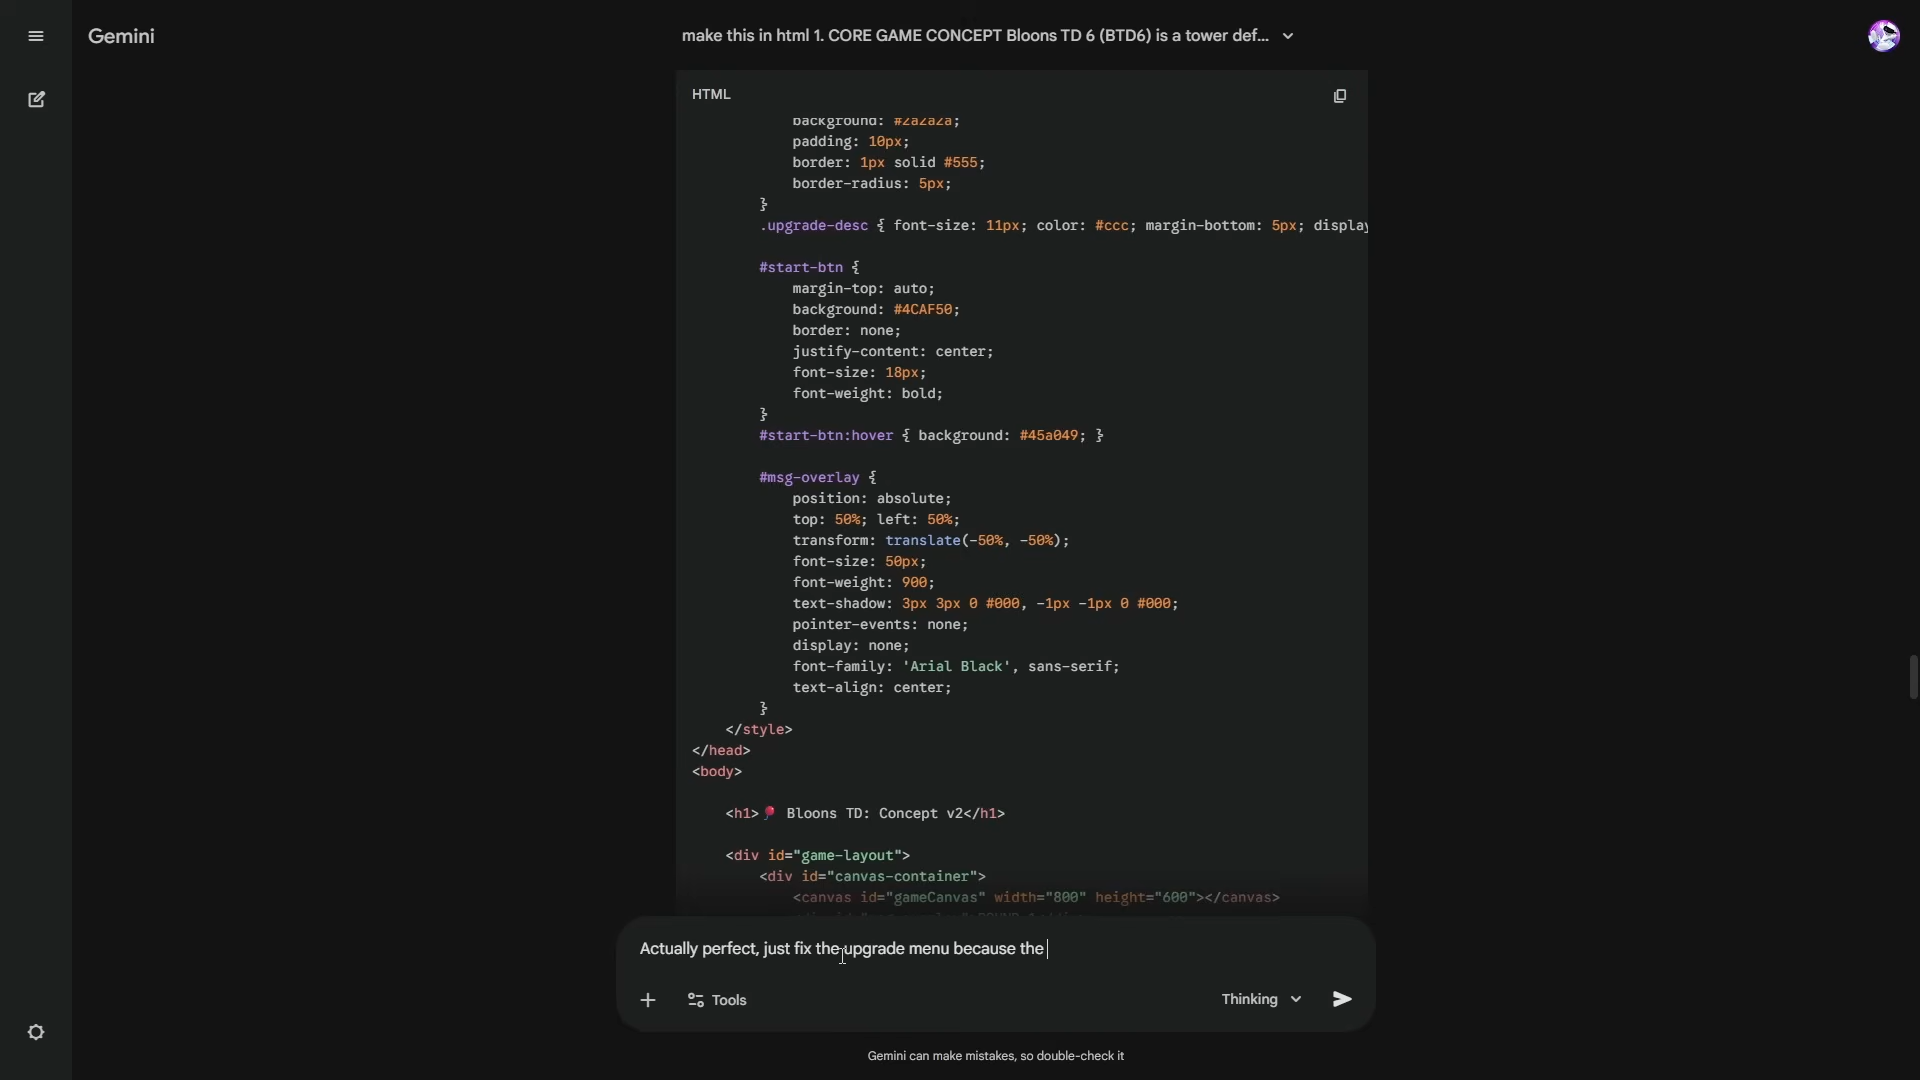 Gemini
make this in html 1. CORE GAME CONCEPT Bloons TD 6 (BTD6) is a tower def...
HTML
background: #2a2a2a;
padding: 10px;
border: 1px solid #555;
border-radius: 5px;
}
.upgrade-desc { font-size: 11px; color: #ccc; margin-bottom: 5px; display
#start-btn {
margin-top: auto;
background: #4CAF50;
border: none;
justify-content: center;
font-size: 18px;
font-weight: bold;
}
#start-btn:hover { background: #45a049; }
#msg-overlay {
position: absolute;
top: 50%; left: 50%;
transform: translate(-50%, -50%);
font-size: 50px;
font-weight: 900;
text-shadow: 3px 3px 0 #000, -1px -1px 0 #000;
pointer-events: none;
display: none;
font-family: 'Arial Black', sans-serif;
text-align: center;
}
</style>
</head>
<body>
<h1>🎈 Bloons TD: Concept v2</h1>
<div id="game-layout">
<div id="canvas-container">
<canvas id="gameCanvas" width="800" height="600"></canvas>
Actually perfect, just fix the upgrade menu because the
Tools
Thinking
Gemini can make mistakes, so double-check it